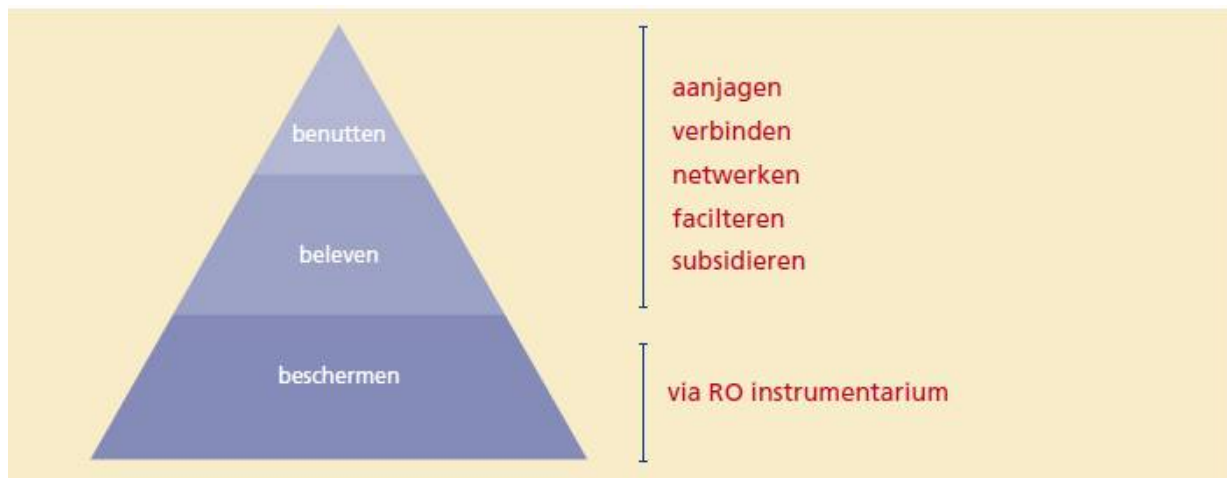 benutten
beleven
beschermen
aanjagen
verbinden
netwerken
facilteren
subsidieren
via RO instrumentarium